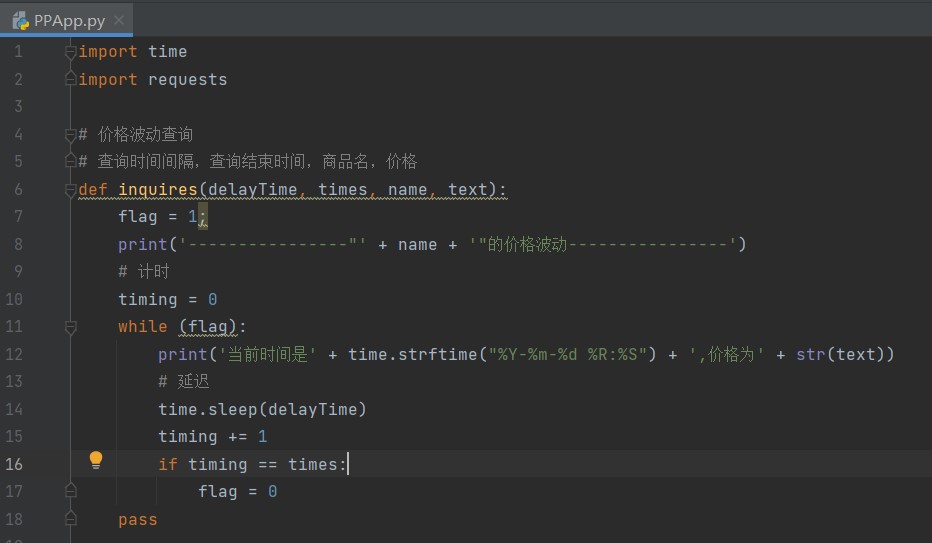 PPApp.py
1 import time
2 import requests
3
4 # 价格波动查询
5 # 查询时间间隔，查询结束时间，商品名，价格
6 def inquires(delayTime, times, name, text):
7 flag = 1;
8 print('----------------"' + name + '"的价格波动----------------')
9 # 计时
10 timing = 0
11 while (flag):
12 print('当前时间是' + time.strftime("%Y-%m-%d %R:%S") + ',价格为' + str(text))
13 # 延迟
14 time.sleep(delayTime)
15 timing += 1
16 if timing == times:
17 flag = 0
18 pass